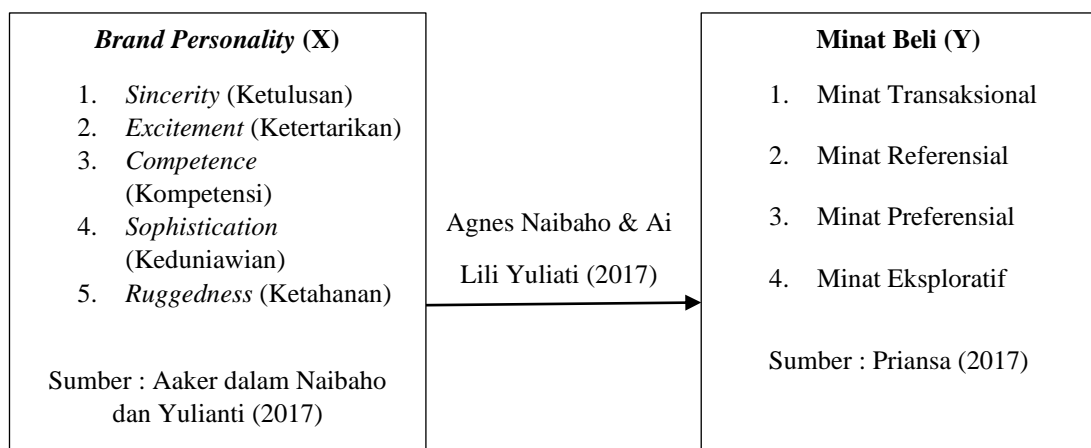 Brand Personality (X)
1. Sincerity (Ketulusan)
2. Excitement (Ketertarikan)
3. Competence
(Kompetensi)
4. Sophistication
(Keduniawian)
5. Ruggedness (Ketahanan)
Sumber : Aaker dalam Naibaho
dan Yulianti (2017)
Agnes Naibaho & Ai
Lili Yuliati (2017)
Minat Beli (Y)
1. Minat Transaksional
2. Minat Referensial
3. Minat Preferensial
4. Minat Eksploratif
Sumber : Priansa (2017)